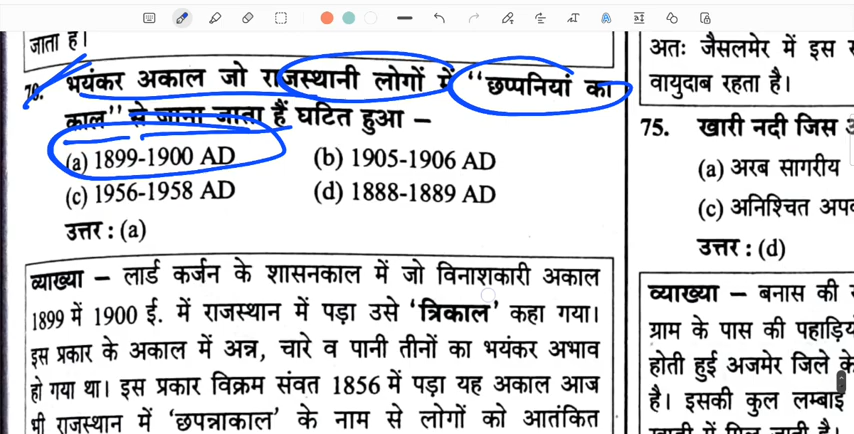 जाता है।
70. भयंकर अकाल जो राजस्थानी लोगों में "छप्पनियां का
काल" से जाना जाता हैं घटित हुआ –
(a) 1899-1900 AD (b) 1905-1906 AD
(c) 1956-1958 AD (d) 1888-1889 AD
उत्तर : (a)
व्याख्या – लार्ड कर्जन के शासनकाल में जो विनाशकारी अकाल
1899 में 1900 ई. में राजस्थान में पड़ा उसे 'त्रिकाल' कहा गया।
इस प्रकार के अकाल में अन्न, चारे व पानी तीनों का भयंकर अभाव
हो गया था। इस प्रकार विक्रम संवत 1856 में पड़ा यह अकाल आज
भी राजस्थान में 'छपन्नाकाल' के नाम से लोगों को आतंकित
अतः जैसलमेर में इस
वायुदाब रहता है।
75. खारी नदी जिस
(a) अरब सागरीय
(c) अनिश्चित
उत्तर : (d)
व्याख्या – बनास की
ग्राम के पास की
होती हुई अजमेर जिले के
है। इसकी कुल लम्बाई